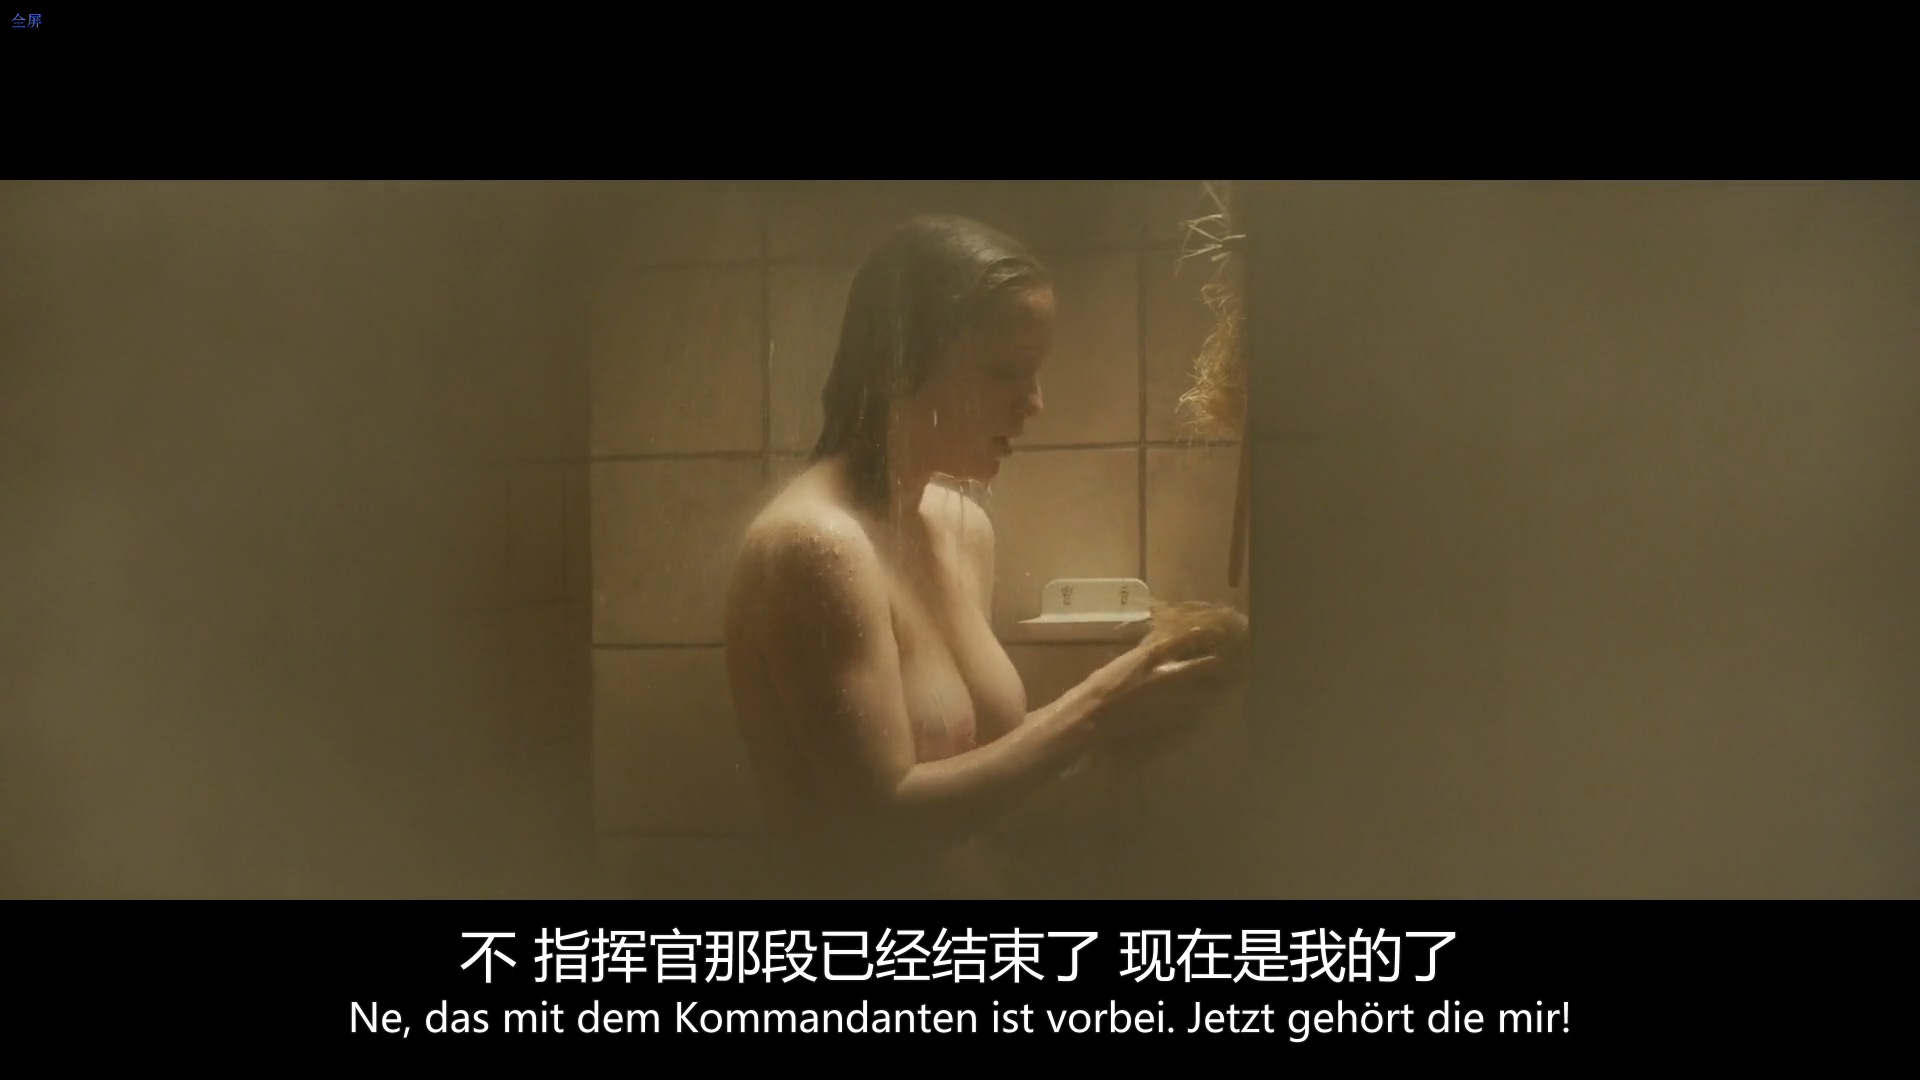 全屏
不 指挥官那段已经结束了 现在是我的了
Ne, das mit dem Kommandanten ist vorbei. Jetzt gehört die mir!